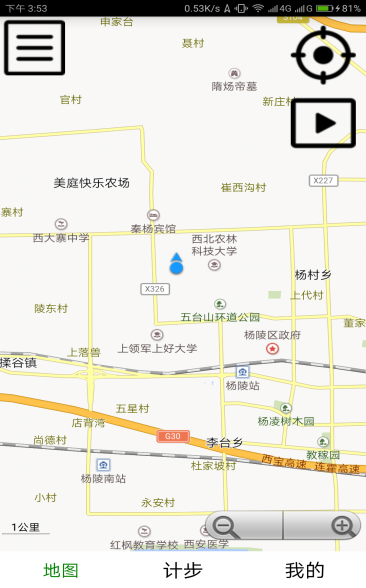 下午3:53
0.53K/s
4G
4G
81%
申家台
S104
聂村
隋炀帝墓
官村
新庄村
X227
美庭快乐农场
崔西沟村
寨村
秦杨宾馆
西大寨中学
西北农林
科技大学
杨村乡
X326
上代村
陵东村
五台山环道公园
董家
杨陵区政府
上领军上好大学
上落兽
揉谷镇
杨陵站
五星村
店背湾
杨凌树木园
G30
尚德村
李台乡
教稼园
杜家坡村
西宝高速
连霍高速
杨陵南站
小村
永安村
1公里
红枫教育学校
西安医学
地图
计步
我的